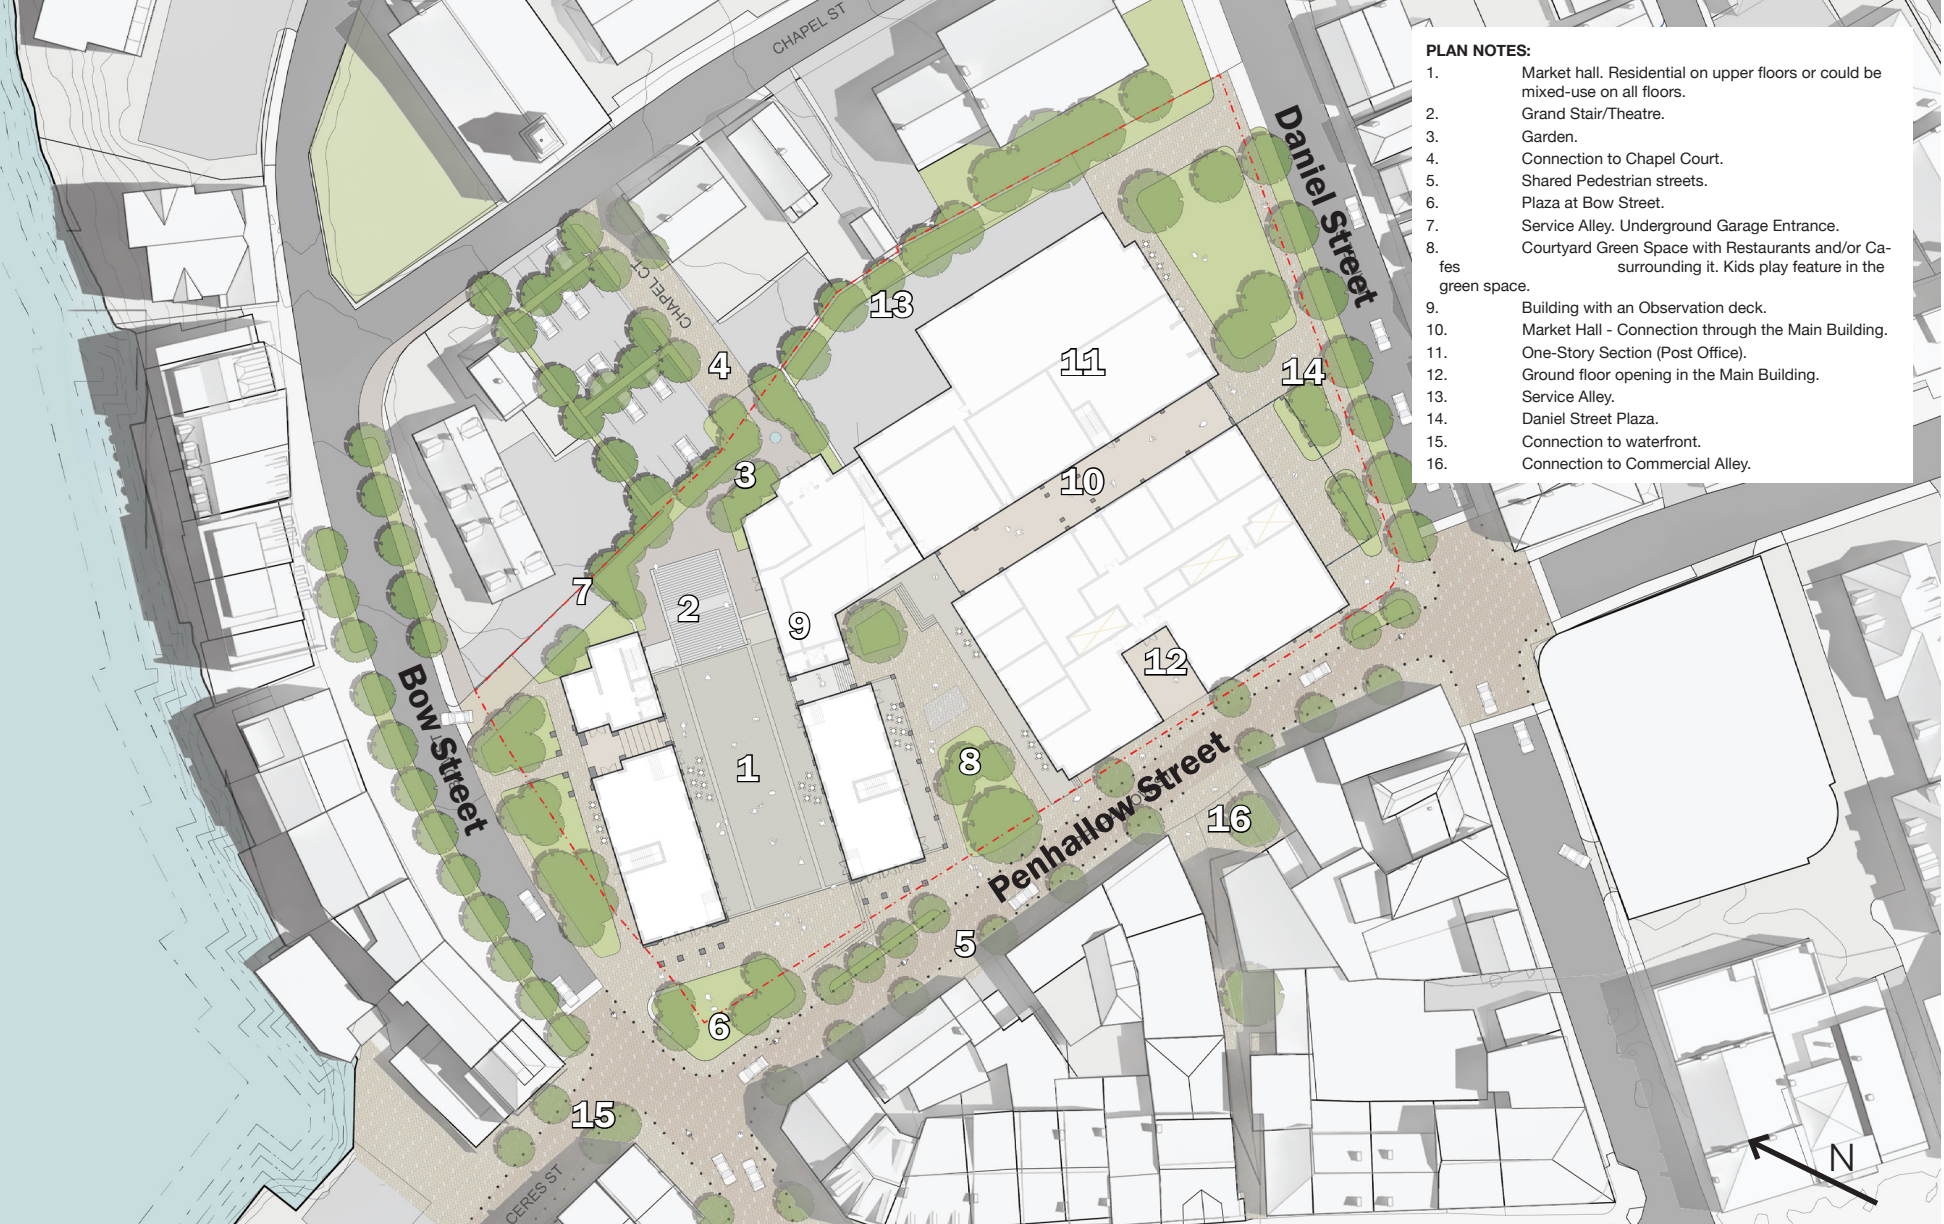 CHAPEL ST
PLAN NOTES:
1. Market hall. Residential on upper floors or could be
mixed-use on all floors.
2. Grand Stair/Theatre.
3. Garden.
4. Connection to Chapel Court.
5. Shared Pedestrian streets.
6. Plaza at Bow Street.
7. Service Alley. Underground Garage Entrance.
8. Courtyard Green Space with Restaurants and/or Ca-
fes surrounding it. Kids play feature in the
green space.
9. Building with an Observation deck.
10. Market Hall - Connection through the Main Building.
11. One-Story Section (Post Office).
12. Ground floor opening in the Main Building.
13. Service Alley.
14. Daniel Street Plaza.
15. Connection to waterfront.
16. Connection to Commercial Alley.
Daniel Street
CHAPEL CT
13
4
11
14
3
10
7
2
9
12
Bow Street
1
8
Penhallow Street
16
5
6
15
CERES ST
N